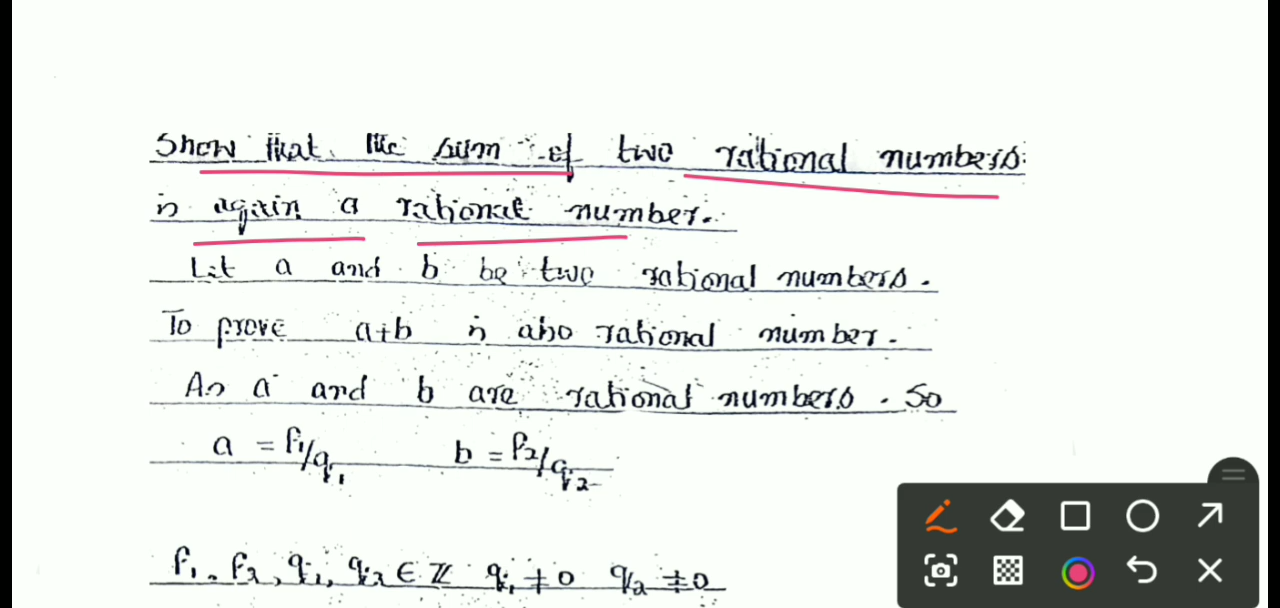 Show that the sum of two rational numbers
is again a rational number.
Let a and b be two rational numbers.
To prove a+b is also rational number.
As a and b are rational numbers. So
a = P₁/q₁ b = P₂/q₂
P₁, P₂, q₁, q₂ ∈ ℤ q₁ ≠ 0 q₂ ≠ 0